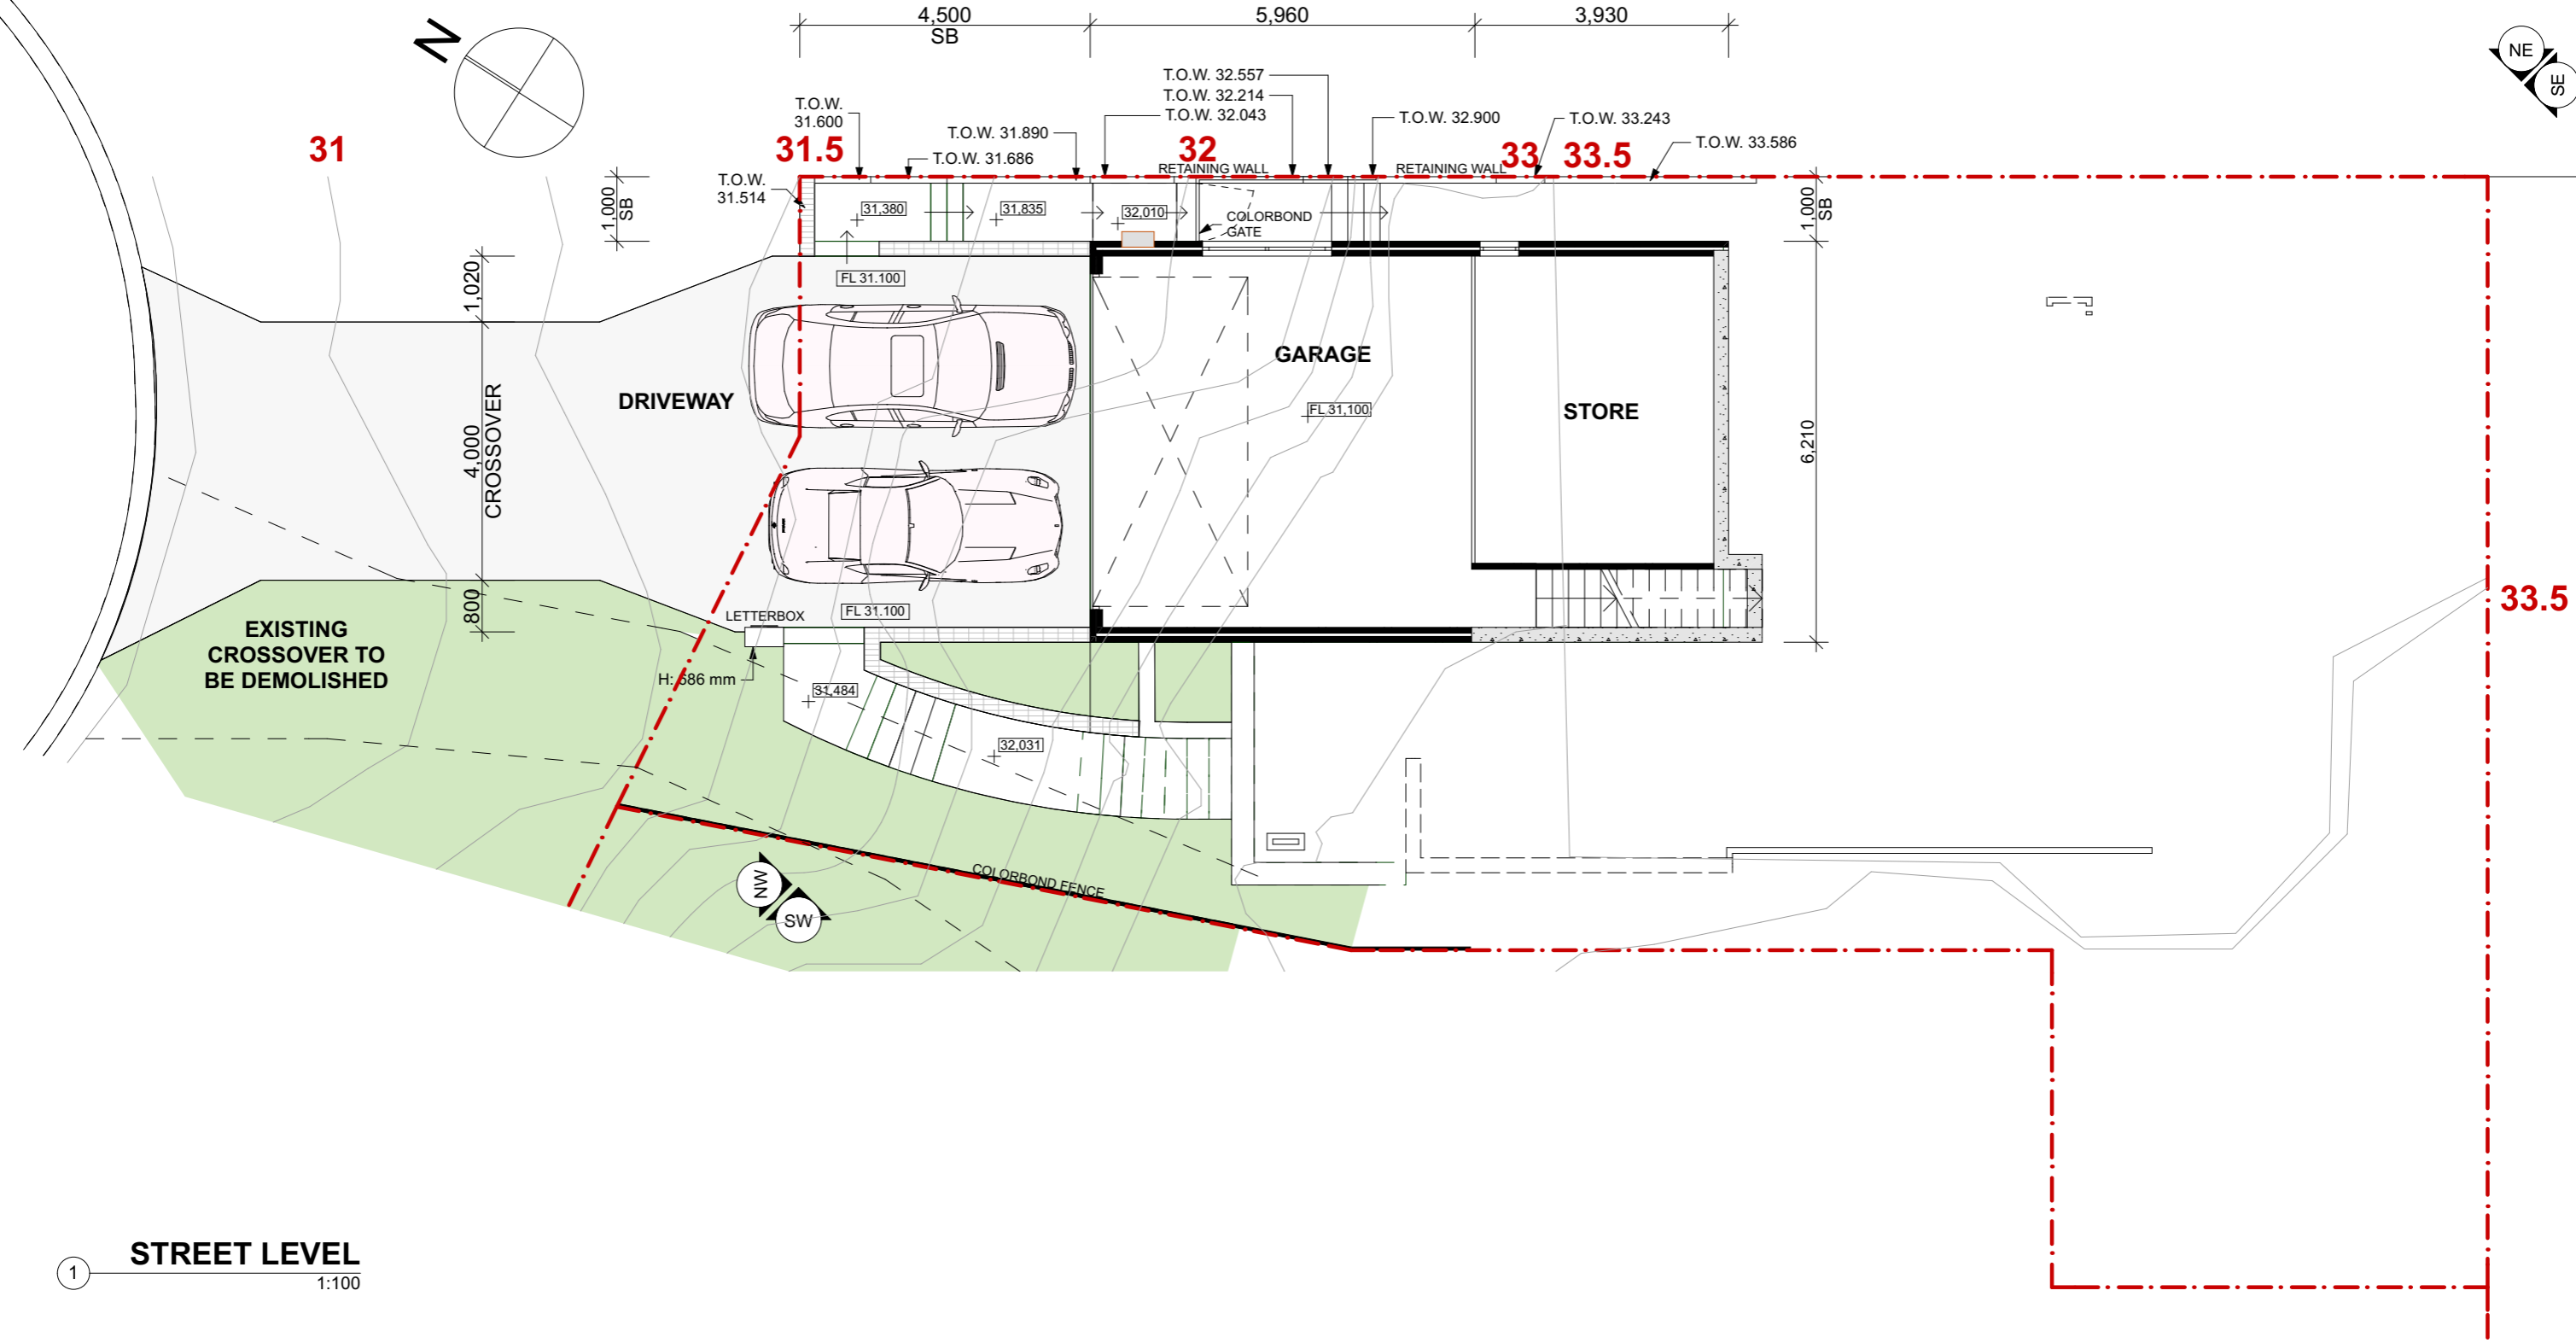 4,500
SB
5,960
3,930
N
NE
SE
T.O.W. 32.557
T.O.W. 32.214
T.O.W. 32.043
T.O.W.
31.600
T.O.W. 31.890
T.O.W. 31.686
T.O.W. 32.900
T.O.W. 33.243
T.O.W. 33.586
31
31.5
32
33
33.5
RETAINING WALL
RETAINING WALL
T.O.W.
31.514
1,000
SB
1,000
SB
31,380
31,835
32,010
COLORBOND
GATE
FL 31.100
1,020
GARAGE
DRIVEWAY
FL 31,100
STORE
4,000
CROSSOVER
6,210
800
FL 31.100
LETTERBOX
33.5
EXISTING
CROSSOVER TO
BE DEMOLISHED
H: 686 mm
31,484
32,031
COLORBOND FENCE
NW
SW
1
STREET LEVEL
1:100